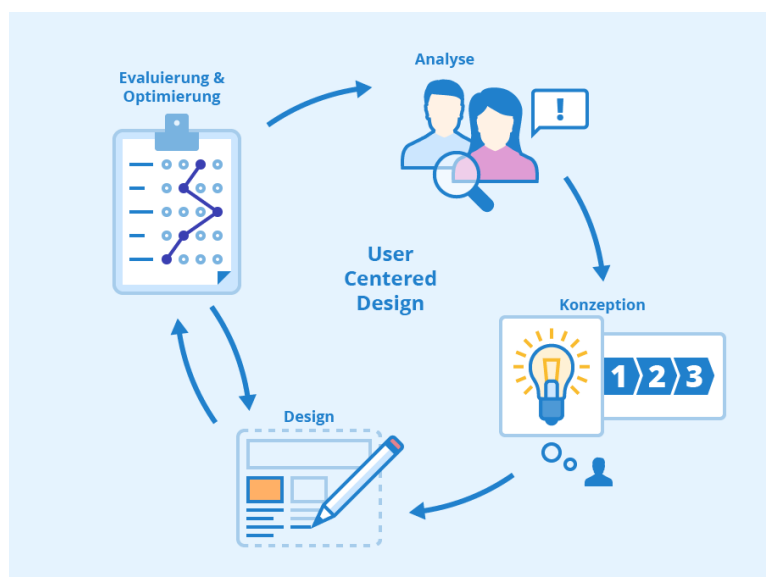 Analyse
Evaluierung &
Optimierung
!
User
Centered
Design
Konzeption
1 2 3
Design